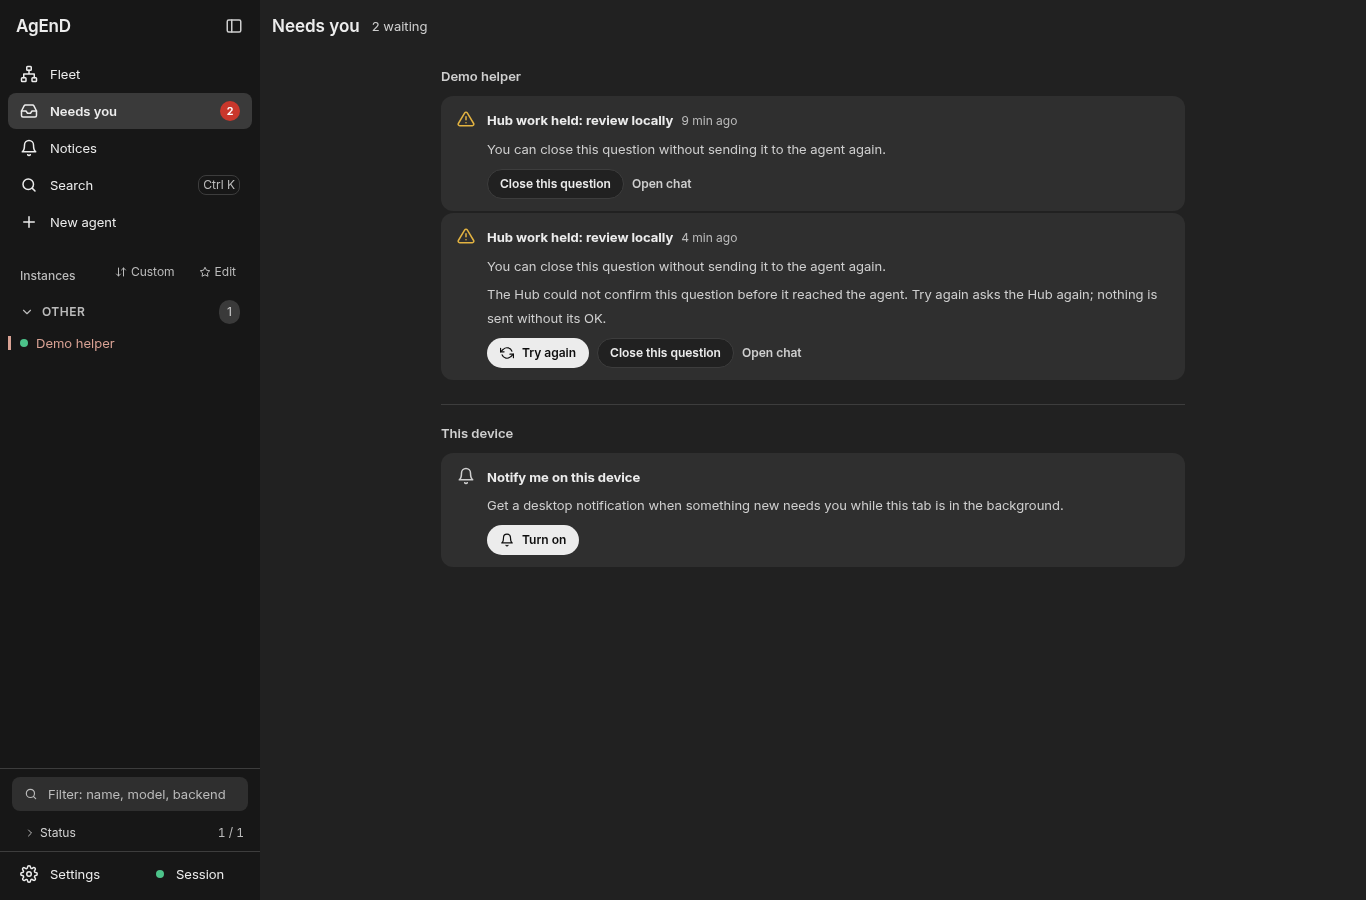 AgEnD
Fleet
Needs you 2
Notices
Search Ctrl K
New agent
Instances Custom Edit
OTHER 1
Demo helper
Filter: name, model, backend
Status 1 / 1
Settings Session
Needs you 2 waiting
Demo helper
Hub work held: review locally 9 min ago
You can close this question without sending it to the agent again.
Close this question Open chat
Hub work held: review locally 4 min ago
You can close this question without sending it to the agent again.
The Hub could not confirm this question before it reached the agent. Try again asks the Hub again; nothing is
sent without its OK.
Try again Close this question Open chat
This device
Notify me on this device
Get a desktop notification when something new needs you while this tab is in the background.
Turn on